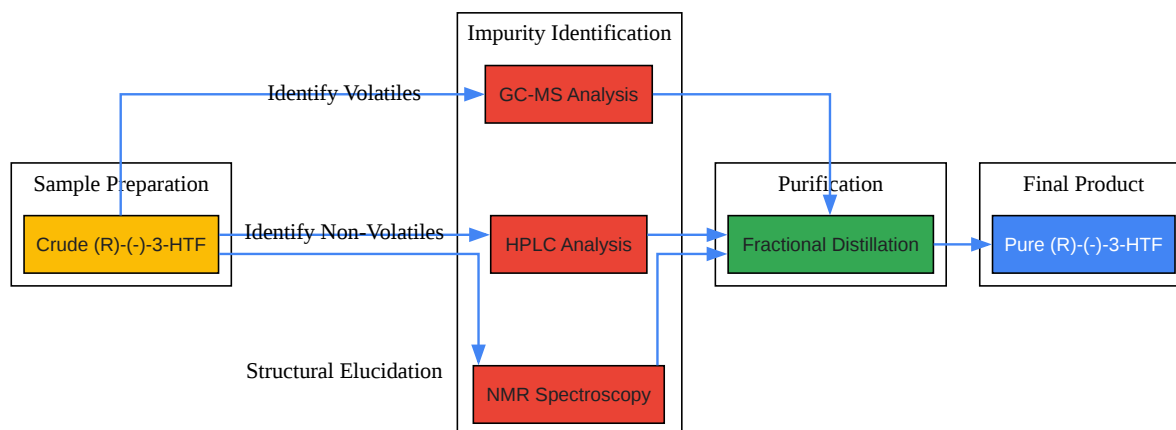 Impurity Identification
Identify Volatiles
GC-MS Analysis
Sample Preparation
Purification
Final Product
Crude (R)-(-)-3-HTF
Identify Non-Volatiles
HPLC Analysis
Fractional Distillation
Pure (R)-(-)-3-HTF
Structural Elucidation
NMR Spectroscopy